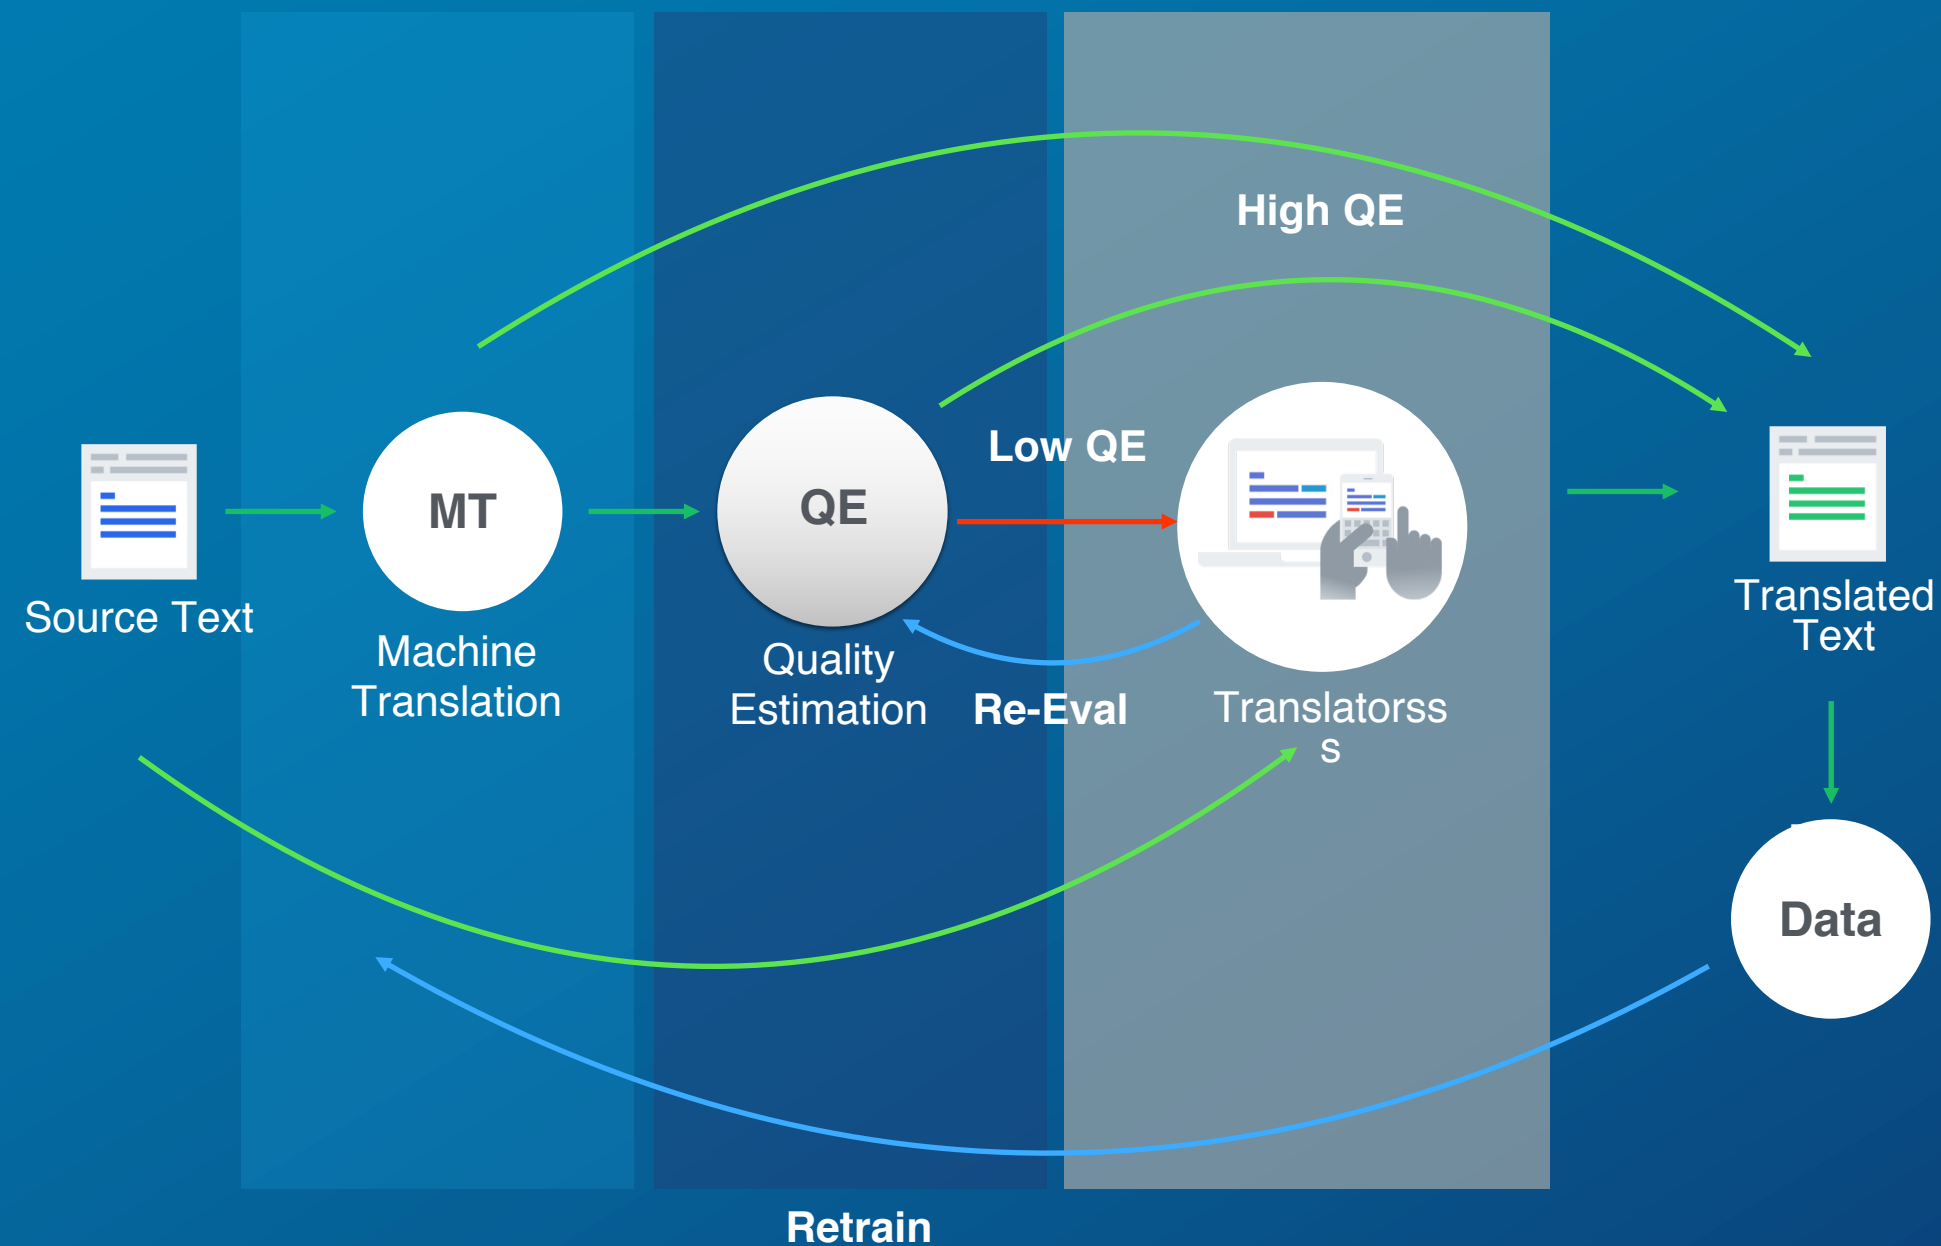 High QE
Low QE
MT
QE
Source Text
Machine
Translation
Quality
Estimation
Re-Eval
Translatorss
s
Translated
Text
Data
Retrain